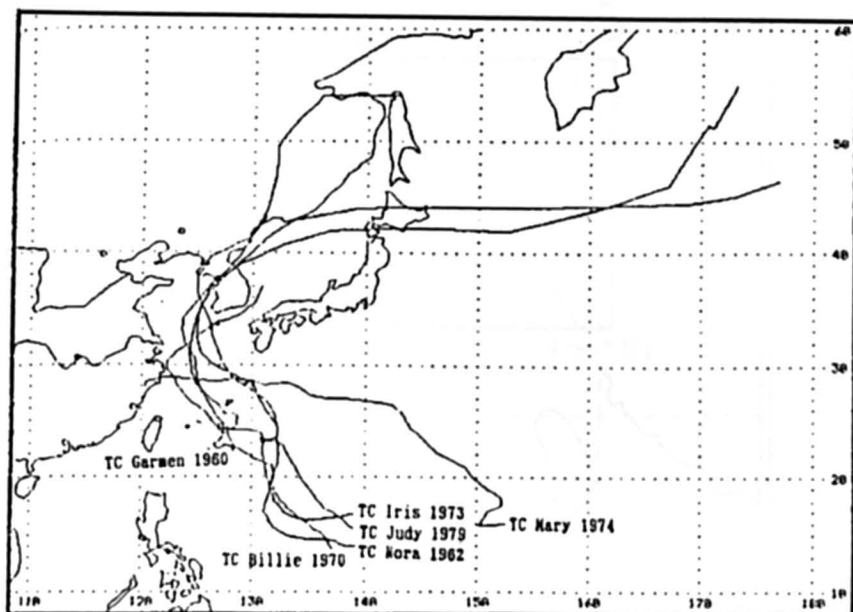 60
50
40
30
TC Garmen 1960
20
TC Iris 1973
TC Judy 1979
TC Mary 1974
TC Billie 1970
TC Nora 1962
10
110 120 130 140 150 160 170 180